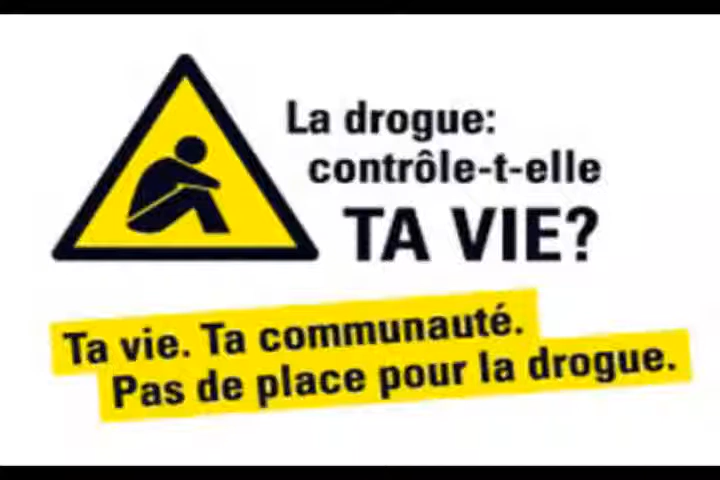 La drogue:
contrôle-t-elle
TA VIE?
Ta vie. Ta communauté.
Pas de place pour la drogue.